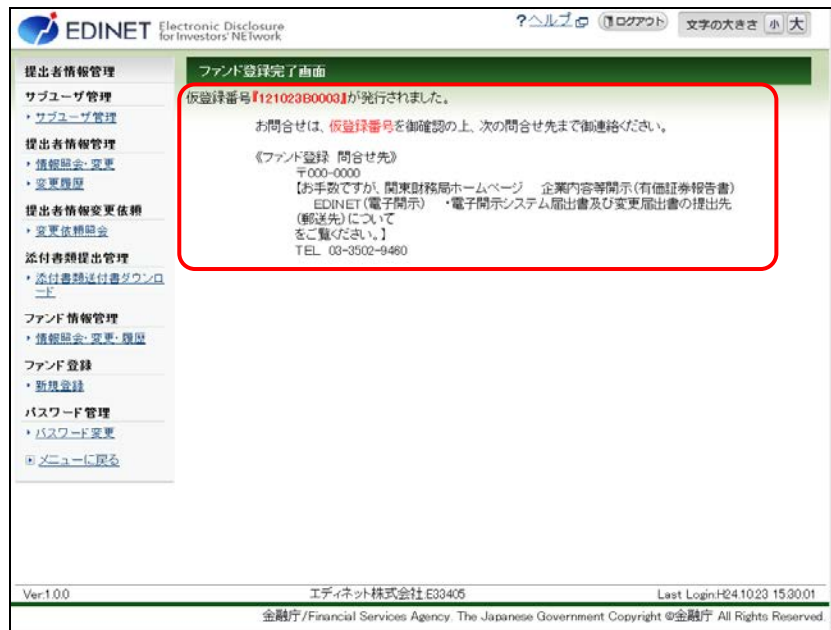 EDINET Electronic Disclosure for Investors' NETwork
?ヘルプ ログアウト 文字の大きさ 小 大
提出者情報管理
サブユーザ管理
・サブユーザ管理
提出者情報管理
・情報照会・変更
・変更履歴
提出者情報変更依頼
・変更依頼照会
添付書類提出管理
・添付書類送付書ダウンロ
ード
ファンド情報管理
・情報照会・変更・履歴
ファンド登録
・新規登録
パスワード管理
・パスワード変更
メニューに戻る
ファンド登録完了画面
仮登録番号『121023B0003』が発行されました。
お問合せは、仮登録番号を御確認の上、次の問合せ先まで御連絡ください。
《ファンド登録 問合せ先》
〒000-0000
【お手数ですが、関東財務局ホームページ 企業内容等開示(有価証券報告書)
EDINET(電子開示) ・電子開示システム届出書及び変更届出書の提出先
(郵送先)について
をご覧ください。】
TEL 03-3502-9460
Ver.1.0.0 エディネット株式会社:E33405 Last Login:H24.10.23 15:30:01
金融庁/Financial Services Agency. The Japanese Government Copyright ©金融庁 All Rights Reserved.